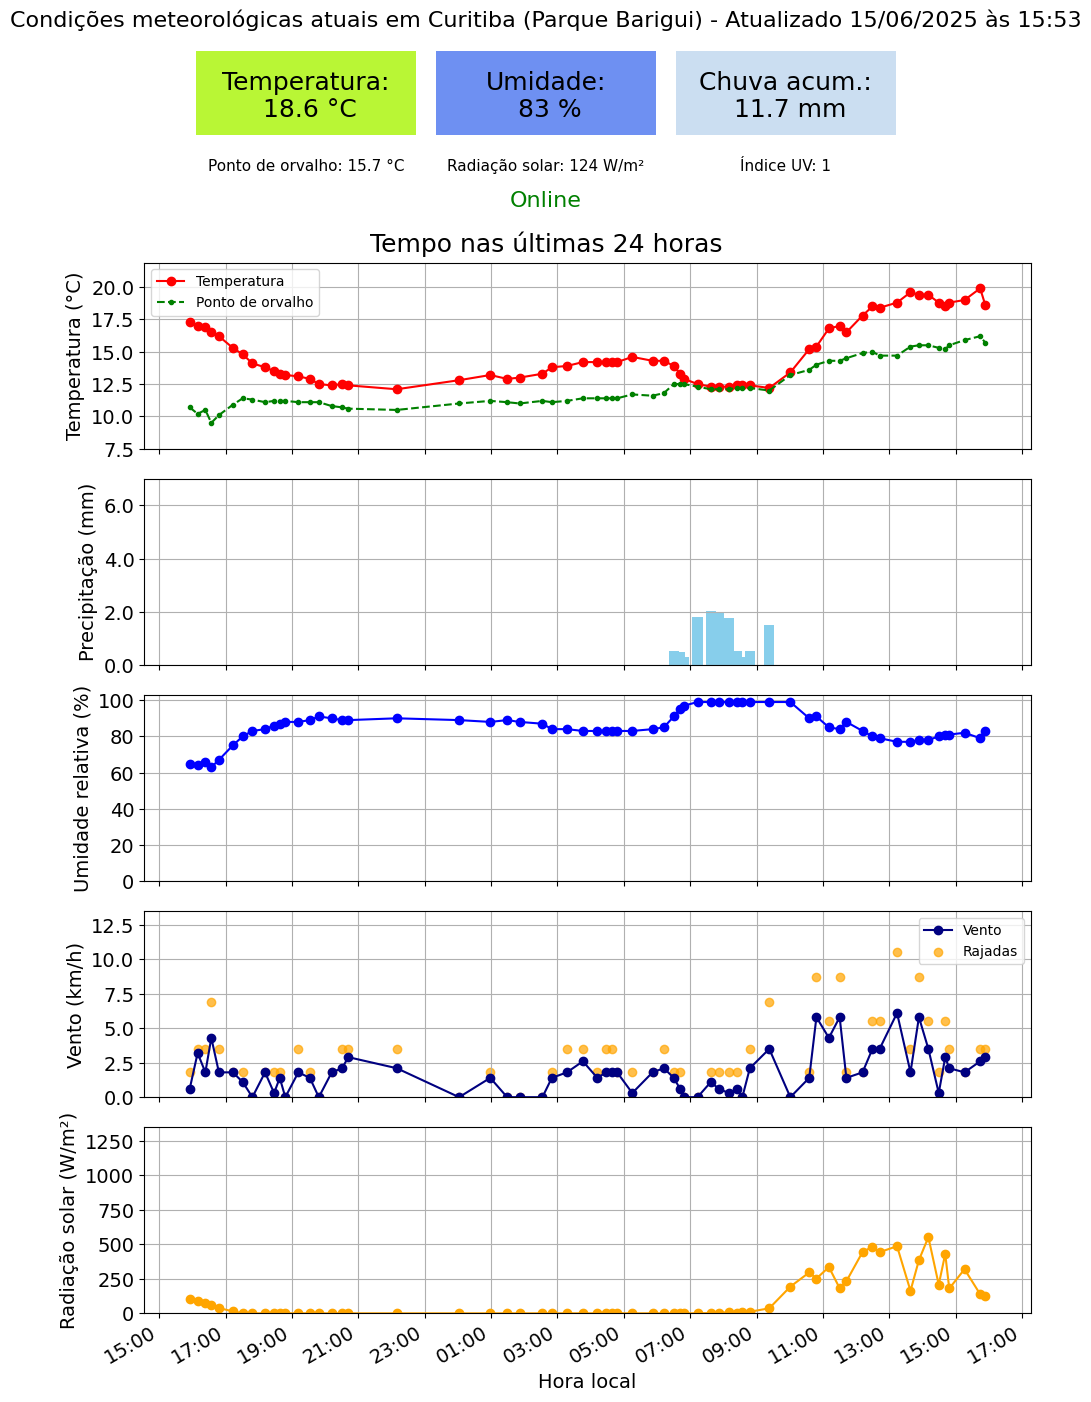 Condições meteorológicas atuais em Curitiba (Parque Barigui) - Atualizado 15/06/2025 às 15:53
Temperatura:
18.6 °C
Umidade:
83 %
Chuva acum.:
11.7 mm
Ponto de orvalho: 15.7 °C
Radiação solar: 124 W/m²
Índice UV: 1
Online
Tempo nas últimas 24 horas
Temperatura (°C)
20.0
17.5
15.0
12.5
10.0
7.5
Temperatura
Ponto de orvalho
Precipitação (mm)
6.0
4.0
2.0
0.0
Umidade relativa (%)
100
80
60
40
20
0
Vento (km/h)
12.5
10.0
7.5
5.0
2.5
0.0
Vento
Rajadas
Radiação solar (W/m²)
1250
1000
750
500
250
0
15:00
17:00
19:00
21:00
23:00
01:00
03:00
05:00
07:00
09:00
11:00
13:00
15:00
17:00
Hora local